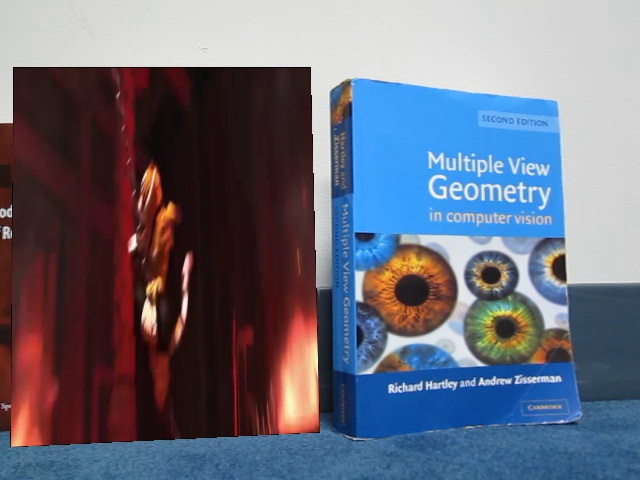 SECOND EDITION
Multiple View
Geometry
in computer vision
Richard Hartley and Andrew Zisserman
CAMBRIDGE
Hartley and
Zisserman
Multiple View Geometry